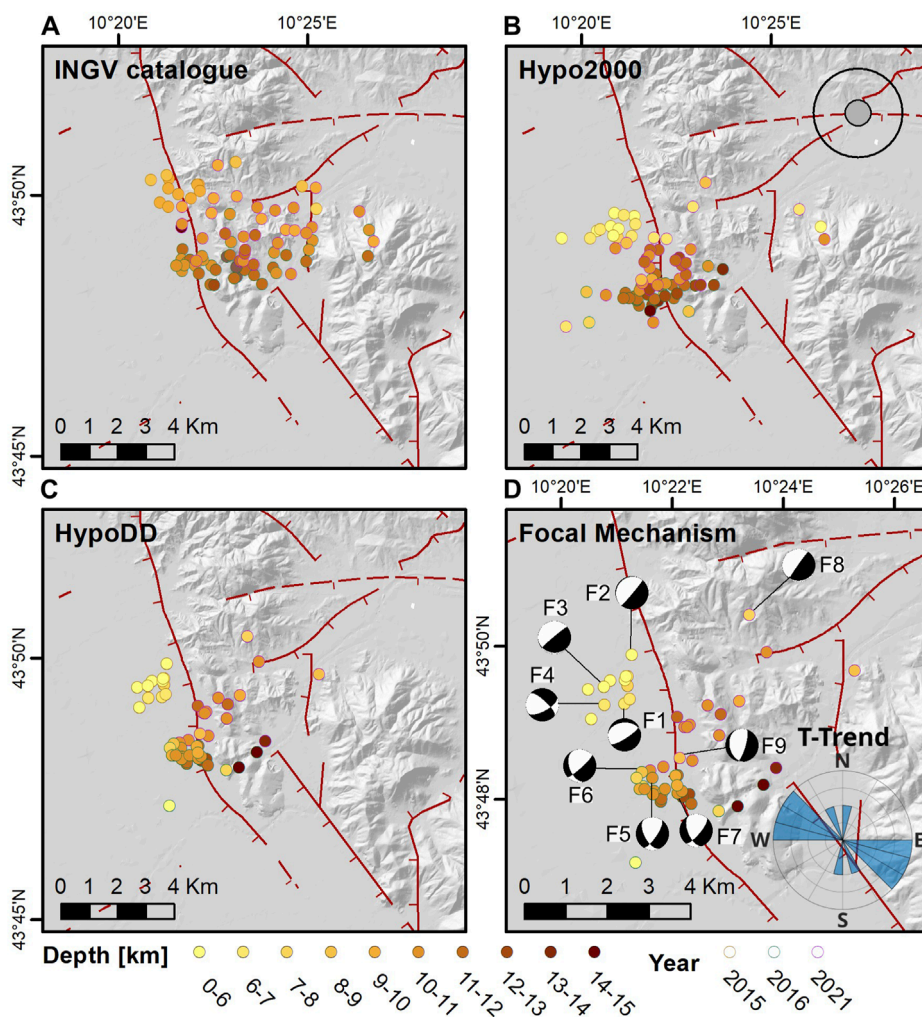 A
10°20'E
10°25'E
B
10°20'E
10°25'E
INGV catalogue
Hypo2000
43°50'N
0 1 2 3 4 Km
0 1 2 3 4 Km
43°45'N
C
D
10°20'E
10°22'E
10°24'E
10°26'E
HypoDD
Focal Mechanism
F8
F2
F3
43°50'N
43°50'N
F4
F1
F9
T-Trend
N
F6
43°48'N
W
E
F5
F7
0 1 2 3 4 Km
0 1 2 3 4 Km
S
43°45'N
Depth [km]
0-6
6-7
7-8
8-9
9-10
10-11
11-12
12-13
13-14
14-15
Year
2015
2016
2021